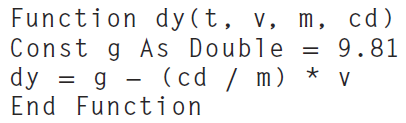 Function dy(t, v, m, cd)
Const g As Double = 9.81
dy = g − (cd / m) * v
End Function